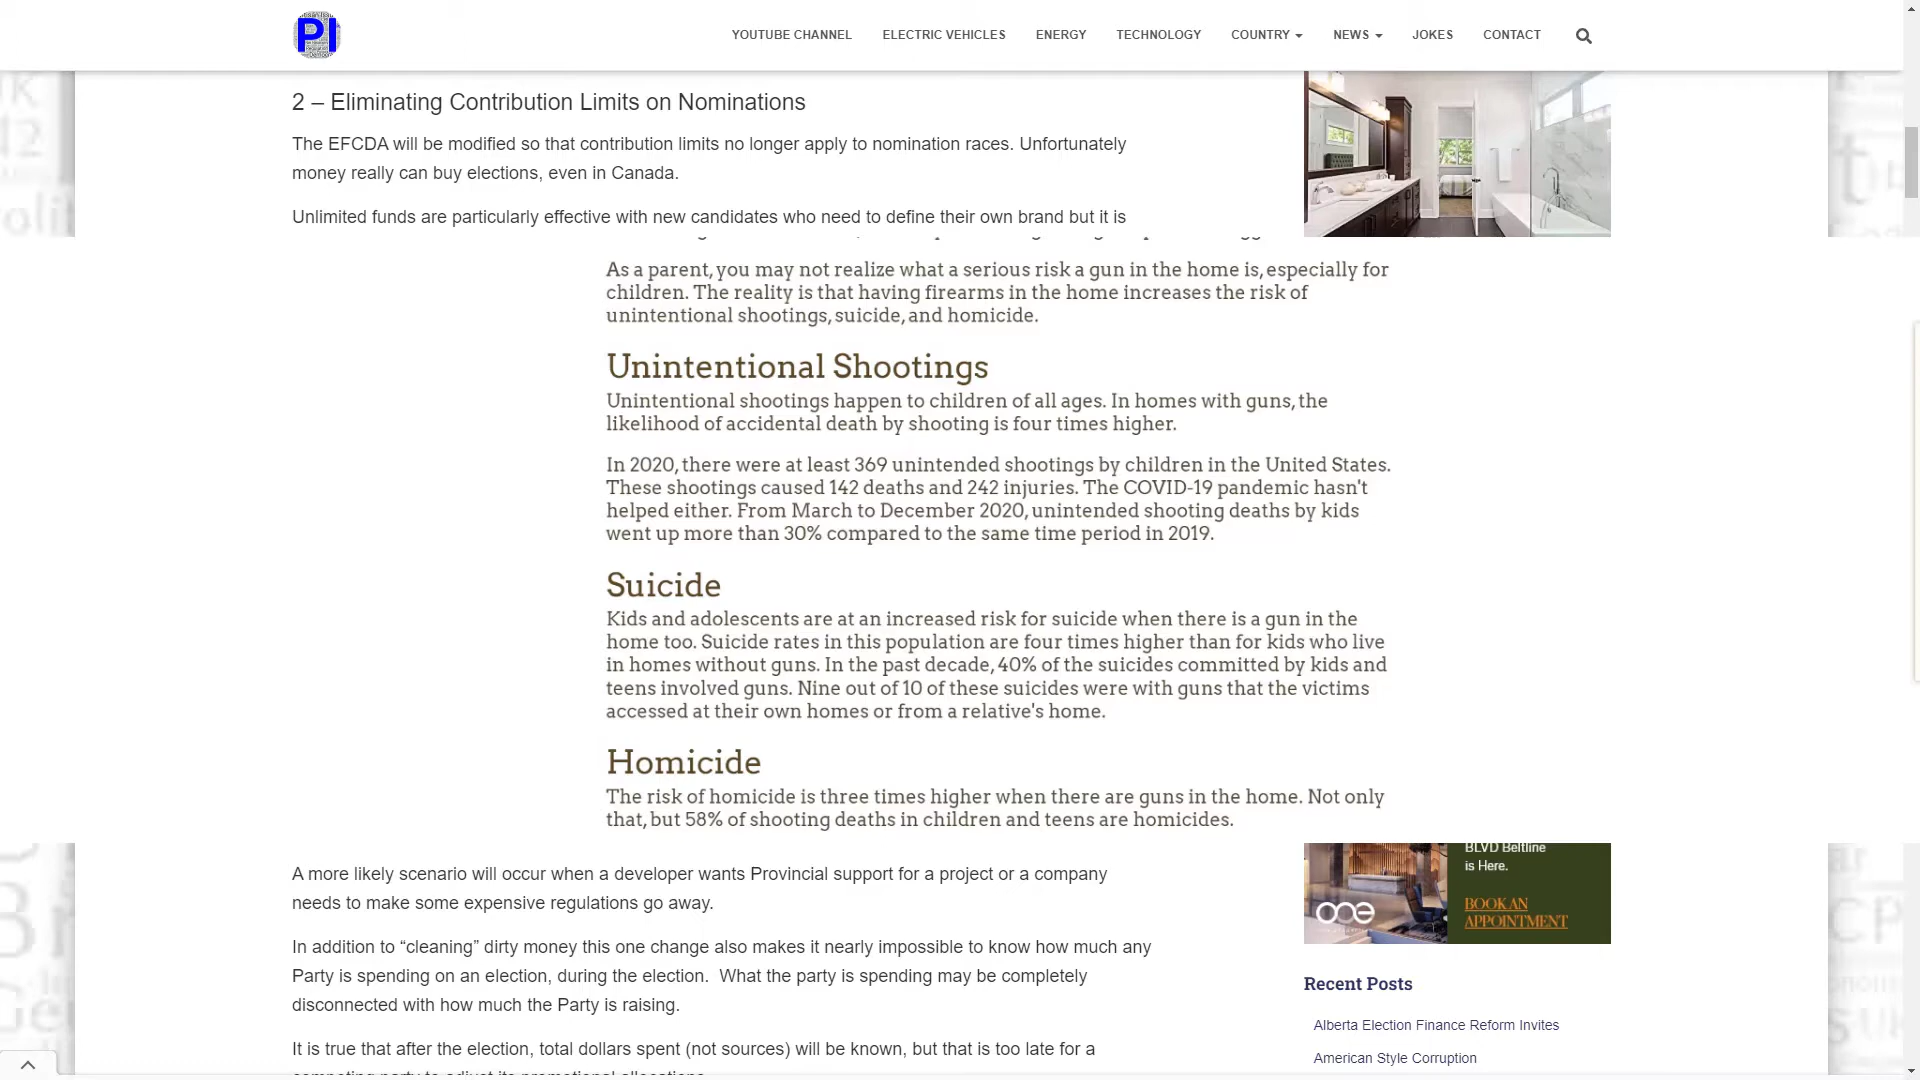 PI
YOUTUBE CHANNEL
ELECTRIC VEHICLES
ENERGY
TECHNOLOGY
COUNTRY
NEWS
JOKES
CONTACT
2 – Eliminating Contribution Limits on Nominations
The EFCDA will be modified so that contribution limits no longer apply to nomination races. Unfortunately
money really can buy elections, even in Canada.
Unlimited funds are particularly effective with new candidates who need to define their own brand but it is
As a parent, you may not realize what a serious risk a gun in the home is, especially for
children. The reality is that having firearms in the home increases the risk of
unintentional shootings, suicide, and homicide.
Unintentional Shootings
Unintentional shootings happen to children of all ages. In homes with guns, the
likelihood of accidental death by shooting is four times higher.
In 2020, there were at least 369 unintended shootings by children in the United States.
These shootings caused 142 deaths and 242 injuries. The COVID-19 pandemic hasn't
helped either. From March to December 2020, unintended shooting deaths by kids
went up more than 30% compared to the same time period in 2019.
Suicide
Kids and adolescents are at an increased risk for suicide when there is a gun in the
home too. Suicide rates in this population are four times higher than for kids who live
in homes without guns. In the past decade, 40% of the suicides committed by kids and
teens involved guns. Nine out of 10 of these suicides were with guns that the victims
accessed at their own homes or from a relative's home.
Homicide
The risk of homicide is three times higher when there are guns in the home. Not only
that, but 58% of shooting deaths in children and teens are homicides.
A more likely scenario will occur when a developer wants Provincial support for a project or a company
needs to make some expensive regulations go away.
In addition to “cleaning” dirty money this one change also makes it nearly impossible to know how much any
Party is spending on an election, during the election.  What the party is spending may be completely
disconnected with how much the Party is raising.
It is true that after the election, total dollars spent (not sources) will be known, but that is too late for a
BLVD Beltline
is Here.
one
BOOK AN
APPOINTMENT
Recent Posts
Alberta Election Finance Reform Invites
American Style Corruption